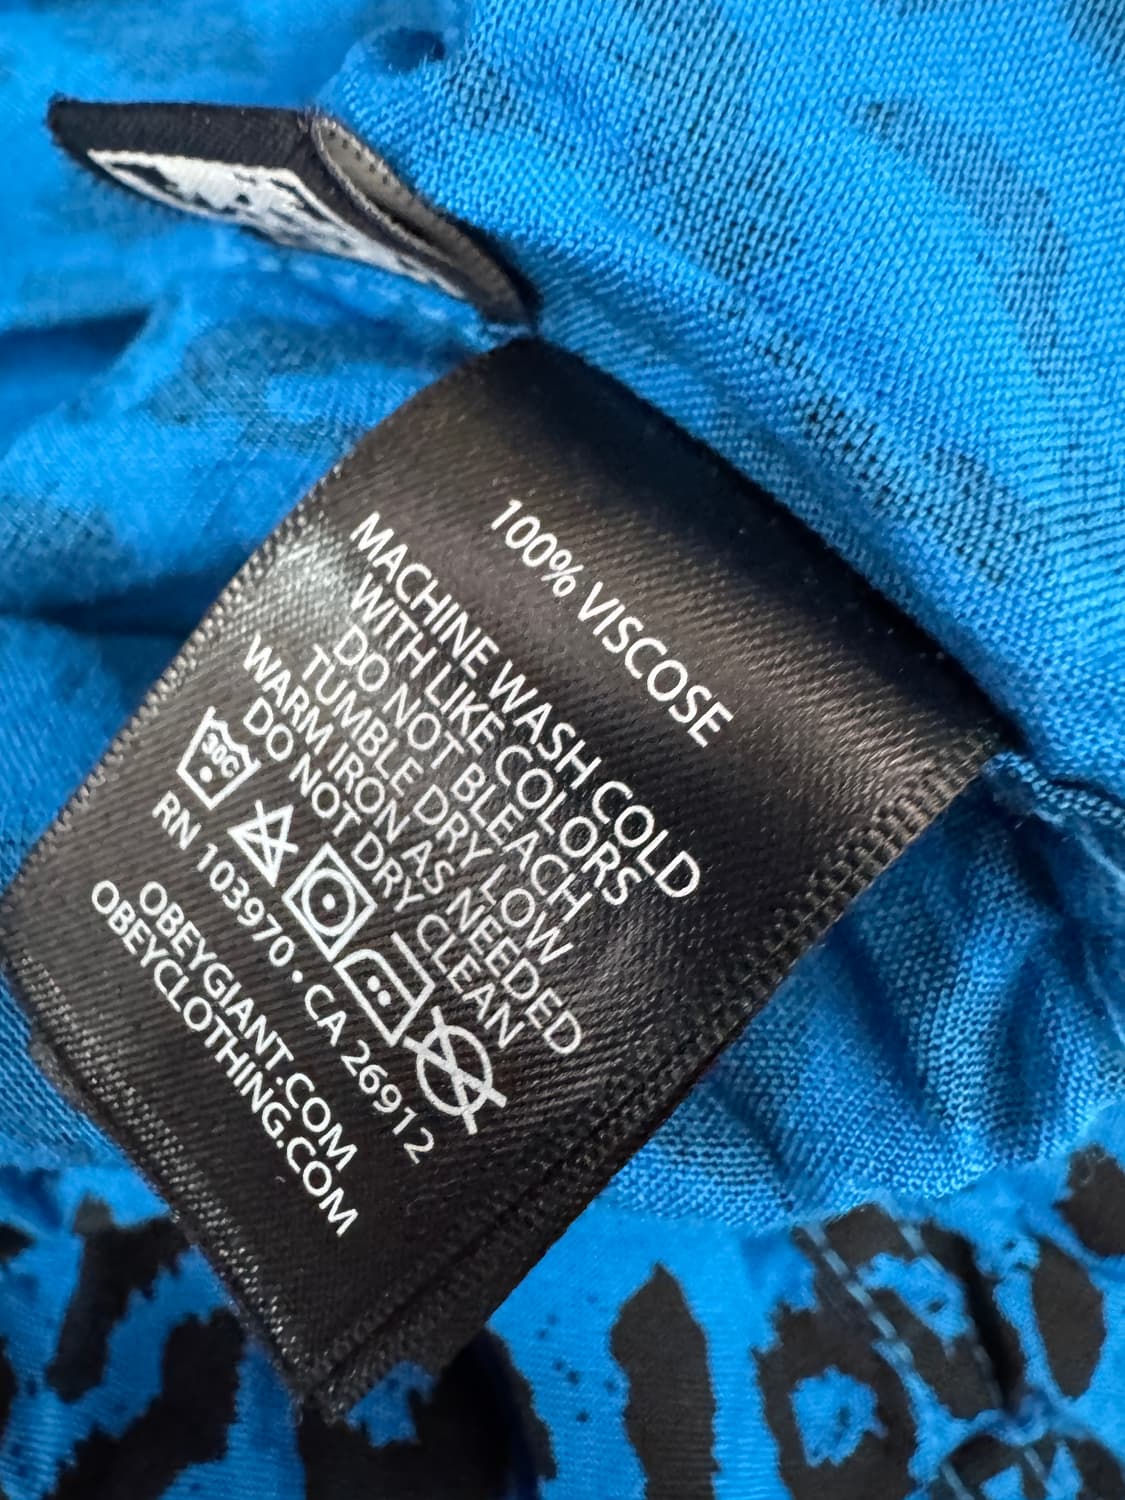 100% VISCOSE
MACHINE WASH COLD
WITH LIKE COLORS
DO NOT BLEACH
TUMBLE DRY LOW
WARM IRON AS NEEDED
DO NOT DRY CLEAN
30C
RN 103970 • CA 26912
OBEYGIANT.COM
OBEYCLOTHING.COM